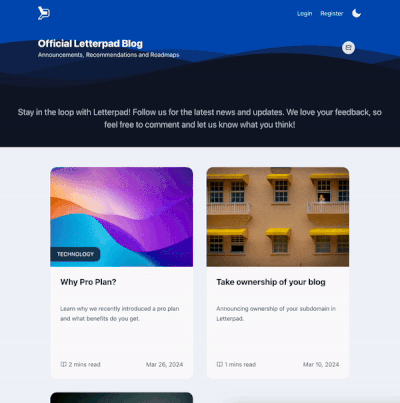 Login Register
Official Letterpad Blog
Announcements, Recommendations and Roadmaps
Stay in the loop with Letterpad! Follow us for the latest news and updates. We love your feedback, so
feel free to comment and let us know what you think!
TECHNOLOGY
Why Pro Plan?
Learn why we recently introduced a pro plan
and what benefits do you get.
2 mins read Mar 26, 2024
Take ownership of your blog
Announcing ownership of your subdomain in
Letterpad.
1 mins read Mar 10, 2024